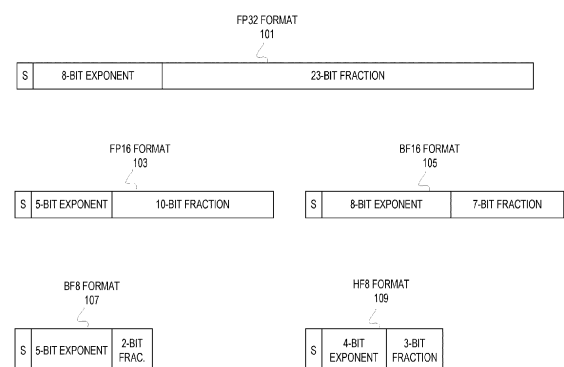 FP32 FORMAT
101
S 8-BIT EXPONENT 23-BIT FRACTION
FP16 FORMAT
103
S 5-BIT EXPONENT 10-BIT FRACTION
BF16 FORMAT
105
S 8-BIT EXPONENT 7-BIT FRACTION
BF8 FORMAT
107
S 5-BIT EXPONENT 2-BIT
FRAC.
HF8 FORMAT
109
S 4-BIT
EXPONENT 3-BIT
FRACTION